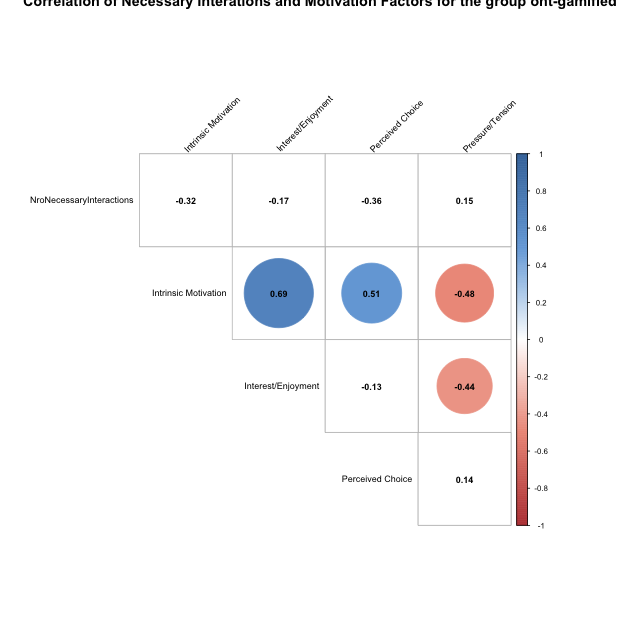 Correlation of Necessary Interations and Motivation Factors for the group ont-gamified
Intrinsic Motivation
Interest/Enjoyment
Perceived Choice
Pressure/Tension
NroNecessaryInteractions -0.32 -0.17 -0.36 0.15
Intrinsic Motivation 0.69 0.51 -0.48
Interest/Enjoyment -0.13 -0.44
Perceived Choice 0.14
1
0.8
0.6
0.4
0.2
0
-0.2
-0.4
-0.6
-0.8
-1